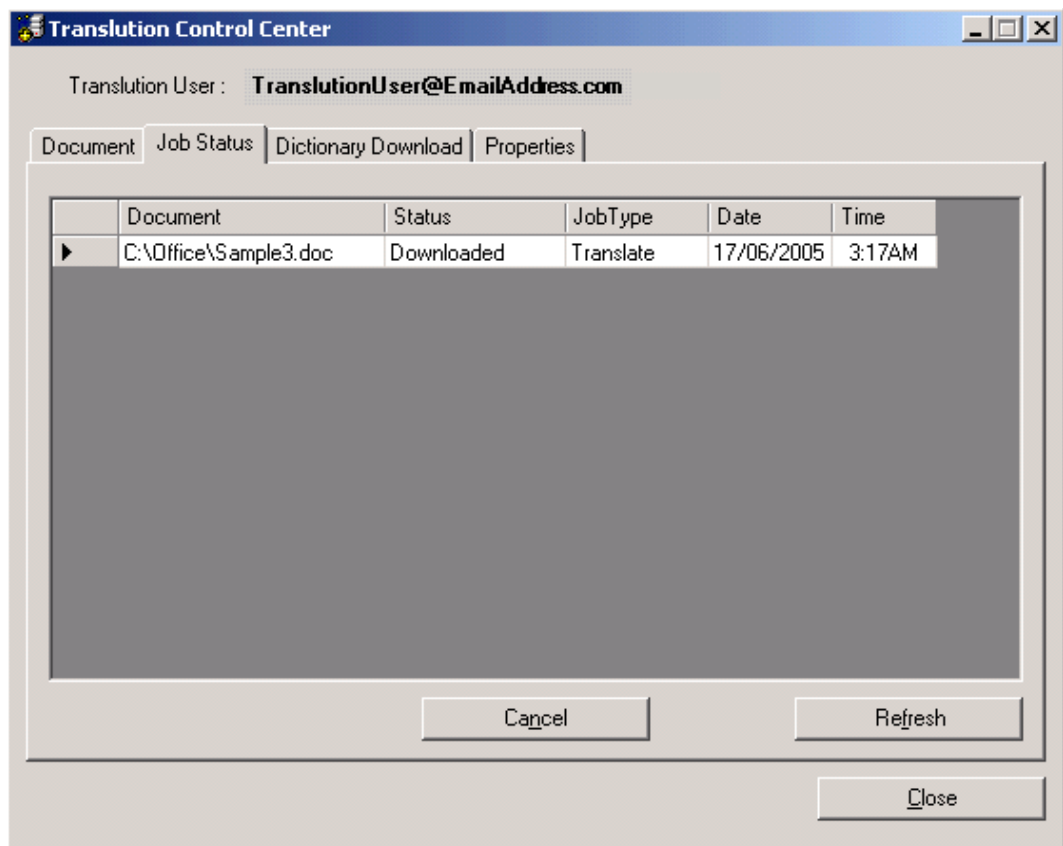 Translution Control Center
Translution User : TranslutionUser@EmailAddress.com
Document Job Status Dictionary Download Properties
Document Status JobType Date Time
C:\Office\Sample3.doc Downloaded Translate 17/06/2005 3:17AM
Cancel Refresh
Close